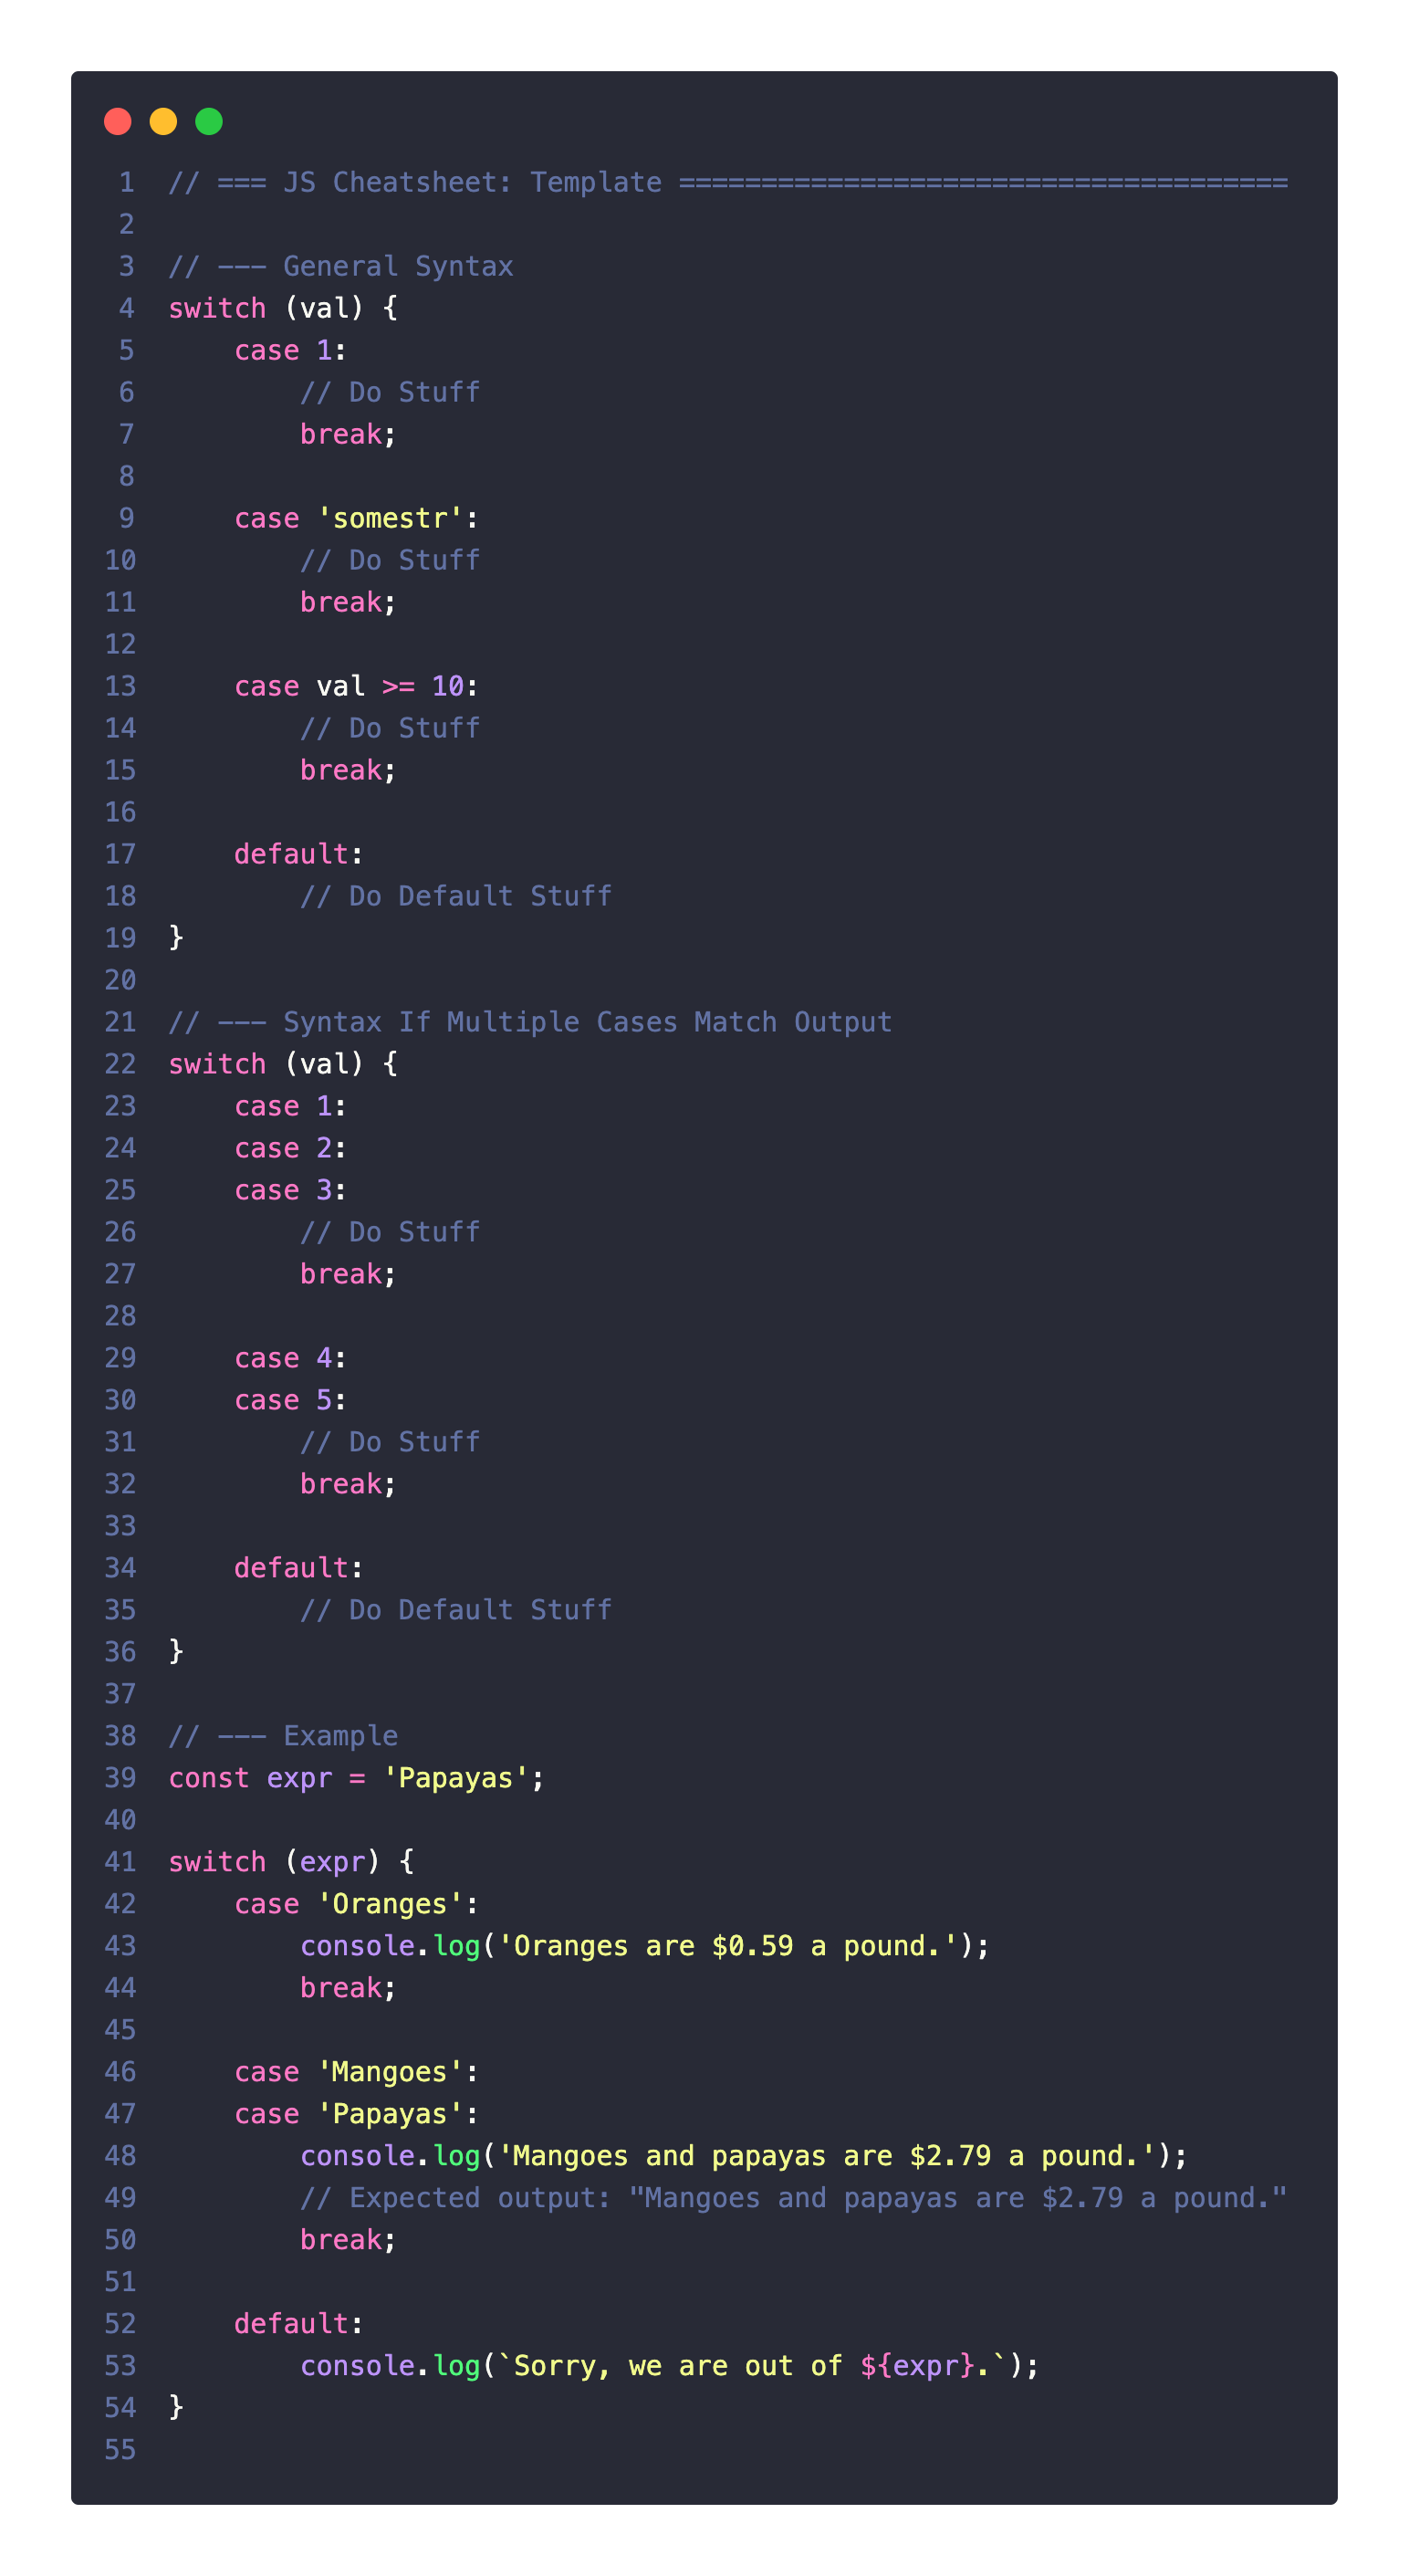 1 // === JS Cheatsheet: Template =====================================
2
3 // --- General Syntax
4 switch (val) {
5     case 1:
6         // Do Stuff
7         break;
8
9     case 'somestr':
10         // Do Stuff
11         break;
12
13     case val >= 10:
14         // Do Stuff
15         break;
16
17     default:
18         // Do Default Stuff
19 }
20
21 // --- Syntax If Multiple Cases Match Output
22 switch (val) {
23     case 1:
24     case 2:
25     case 3:
26         // Do Stuff
27         break;
28
29     case 4:
30     case 5:
31         // Do Stuff
32         break;
33
34     default:
35         // Do Default Stuff
36 }
37
38 // --- Example
39 const expr = 'Papayas';
40
41 switch (expr) {
42     case 'Oranges':
43         console.log('Oranges are $0.59 a pound.');
44         break;
45
46     case 'Mangoes':
47     case 'Papayas':
48         console.log('Mangoes and papayas are $2.79 a pound.');
49         // Expected output: "Mangoes and papayas are $2.79 a pound."
50         break;
51
52     default:
53         console.log(`Sorry, we are out of ${expr}.`);
54 }
55